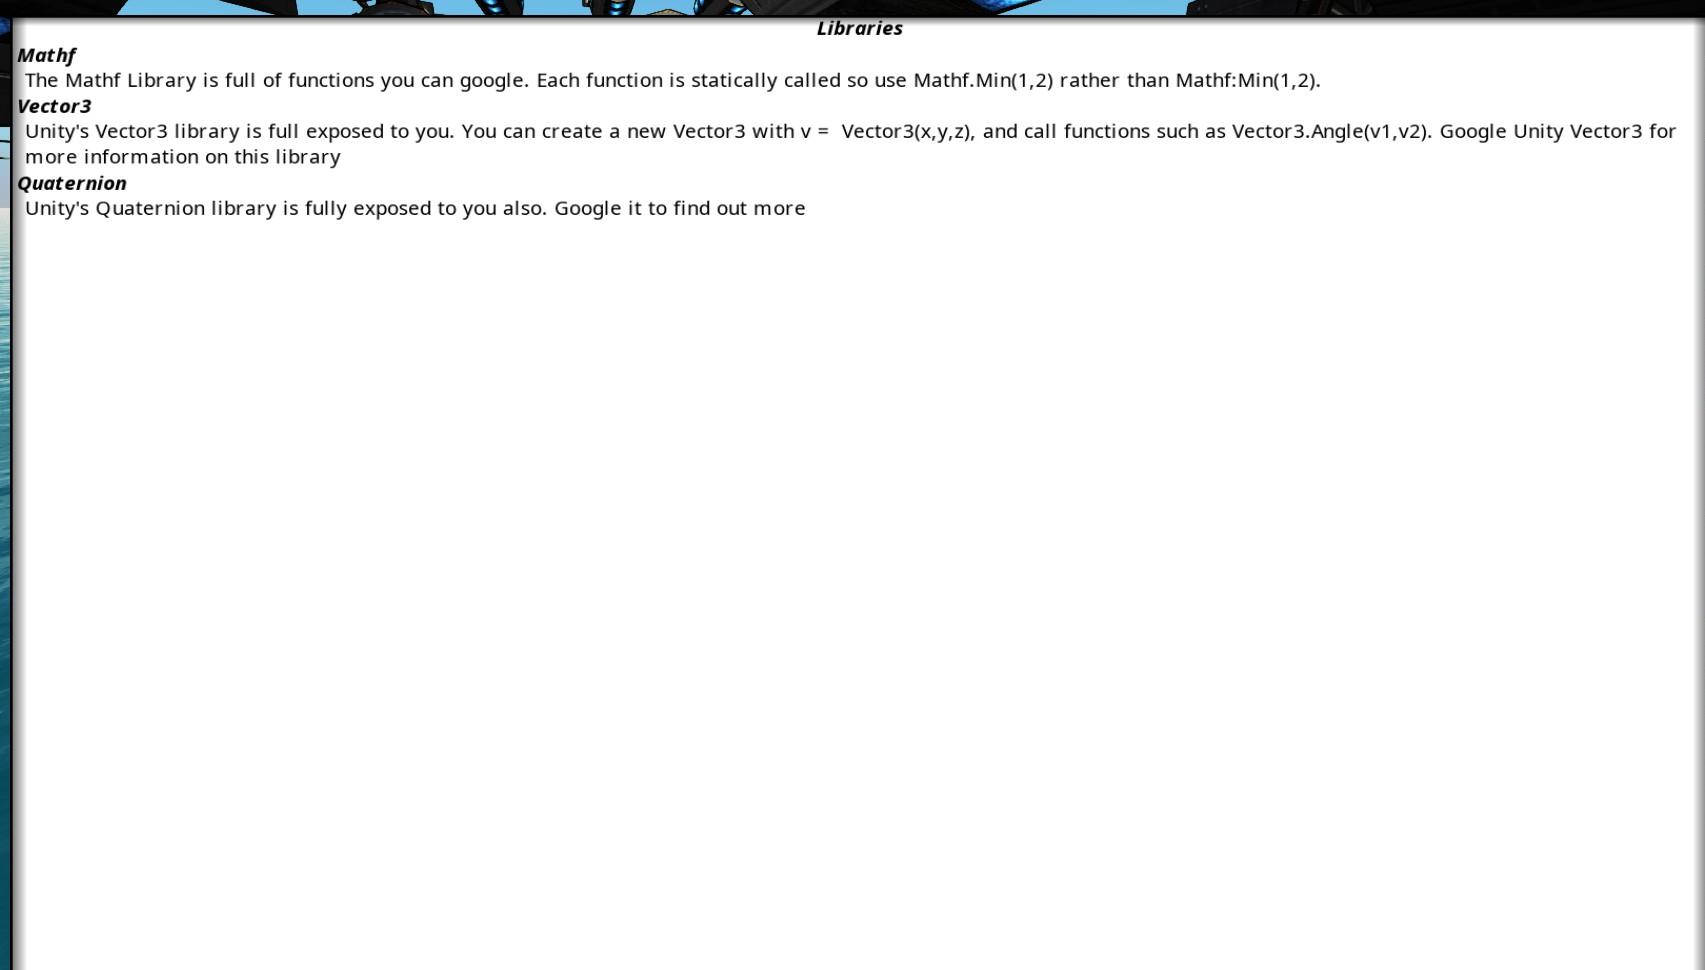 Libraries
Mathf
The Mathf Library is full of functions you can google. Each function is statically called so use Mathf.Min(1,2) rather than Mathf:Min(1,2).
Vector3
Unity's Vector3 library is full exposed to you. You can create a new Vector3 with v =  Vector3(x,y,z), and call functions such as Vector3.Angle(v1,v2). Google Unity Vector3 for
more information on this library
Quaternion
Unity's Quaternion library is fully exposed to you also. Google it to find out more